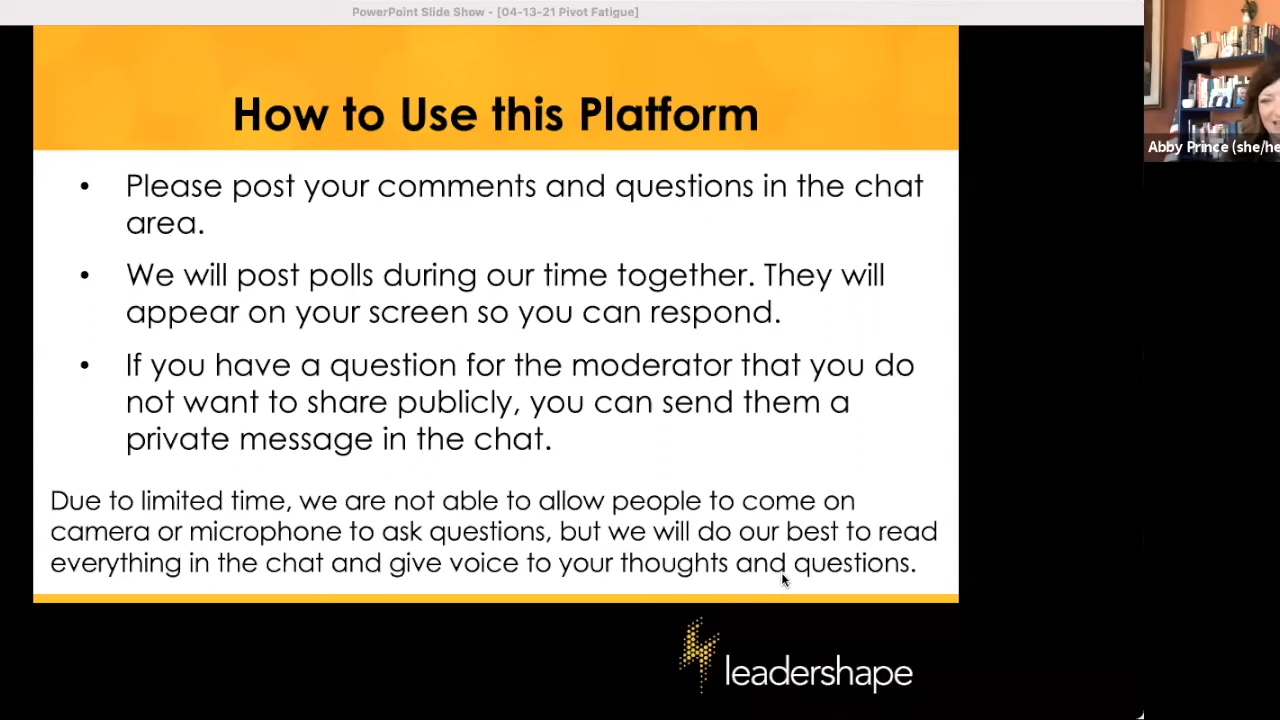 PowerPoint Slide Show - [04-13-21 Pivot Fatigue]
How to Use this Platform
• Please post your comments and questions in the chat
area.
• We will post polls during our time together. They will
appear on your screen so you can respond.
• If you have a question for the moderator that you do
not want to share publicly, you can send them a
private message in the chat.
Due to limited time, we are not able to allow people to come on
camera or microphone to ask questions, but we will do our best to read
everything in the chat and give voice to your thoughts and questions.
leadershape
Abby Prince (she/he